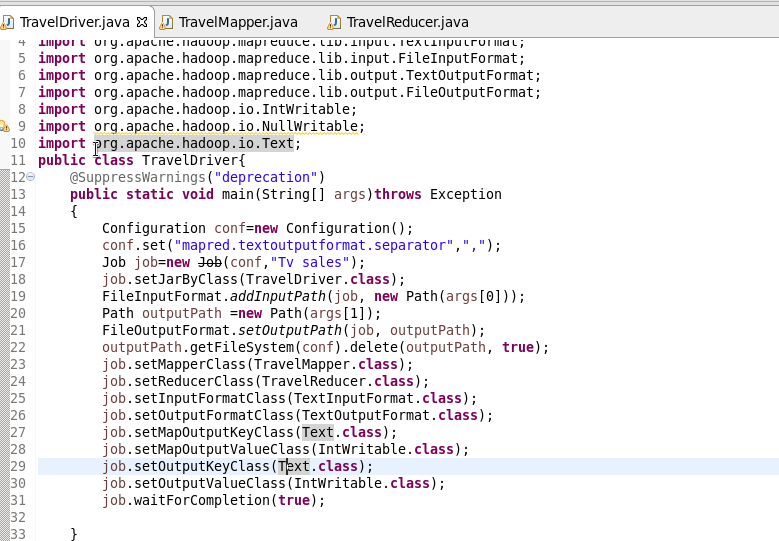 TravelDriver.java TravelMapper.java TravelReducer.java
4 import org.apache.hadoop.mapreduce.lib.input.TextInputFormat;
5 import org.apache.hadoop.mapreduce.lib.input.FileInputFormat;
6 import org.apache.hadoop.mapreduce.lib.output.TextOutputFormat;
7 import org.apache.hadoop.mapreduce.lib.output.FileOutputFormat;
8 import org.apache.hadoop.io.IntWritable;
9 import org.apache.hadoop.io.NullWritable;
10 import org.apache.hadoop.io.Text;
11 public class TravelDriver{
12 @SuppressWarnings("deprecation")
13 public static void main(String[] args)throws Exception
14 {
15 Configuration conf=new Configuration();
16 conf.set("mapred.textoutputformat.separator",",");
17 Job job=new Job(conf,"Tv sales");
18 job.setJarByClass(TravelDriver.class);
19 FileInputFormat.addInputPath(job, new Path(args[0]));
20 Path outputPath =new Path(args[1]);
21 FileOutputFormat.setOutputPath(job, outputPath);
22 outputPath.getFileSystem(conf).delete(outputPath, true);
23 job.setMapperClass(TravelMapper.class);
24 job.setReducerClass(TravelReducer.class);
25 job.setInputFormatClass(TextInputFormat.class);
26 job.setOutputFormatClass(TextOutputFormat.class);
27 job.setMapOutputKeyClass(Text.class);
28 job.setMapOutputValueClass(IntWritable.class);
29 job.setOutputKeyClass(Text.class);
30 job.setOutputValueClass(IntWritable.class);
31 job.waitForCompletion(true);
32
33 }